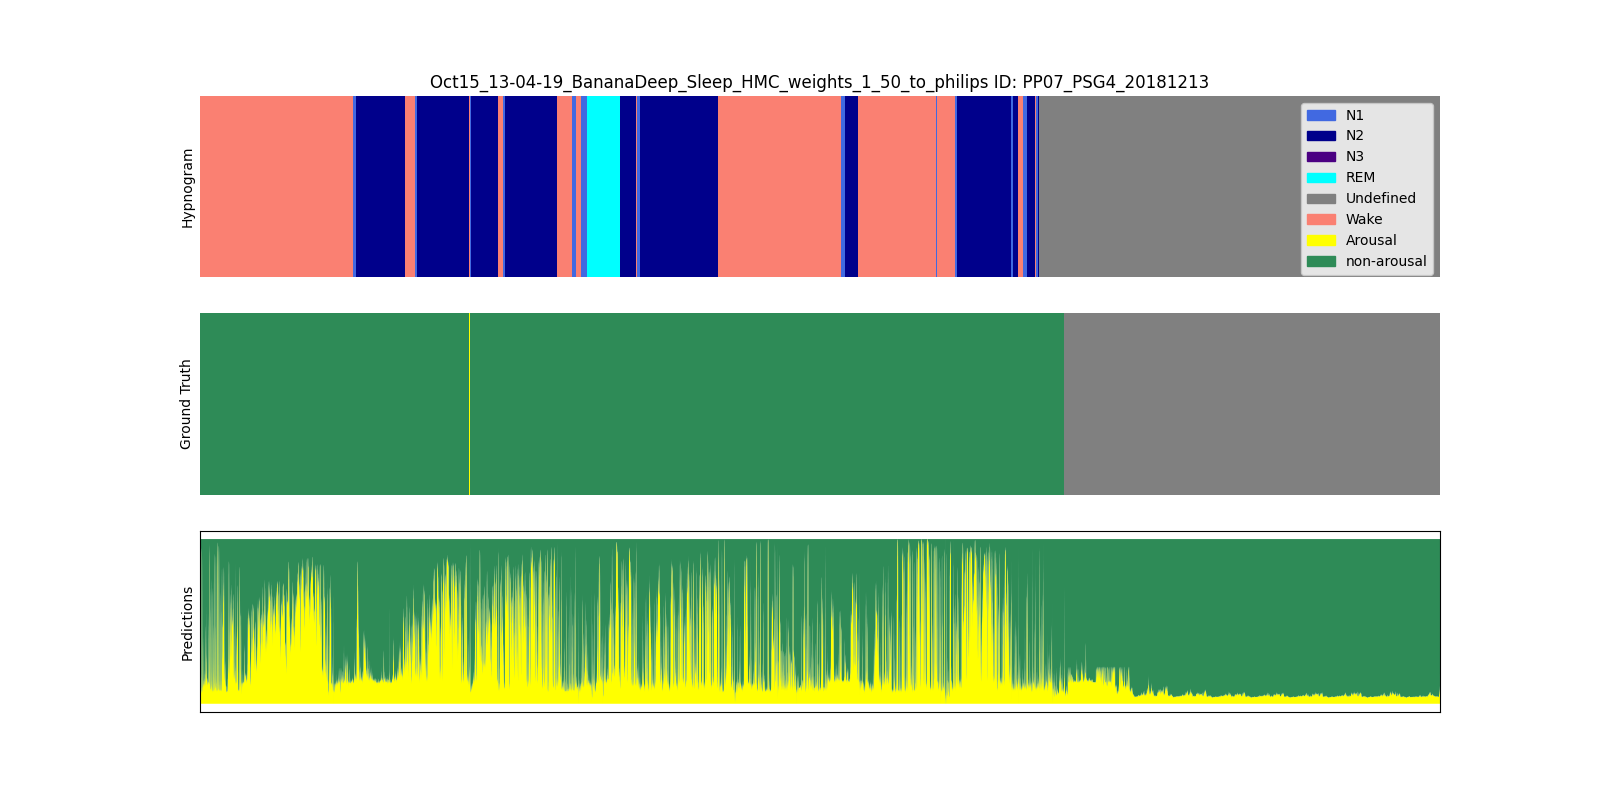 Oct15_13-04-19_BananaDeep_Sleep_HMC_weights_1_50_to_philips ID: PP07_PSG4_20181213
Hypnogram
N1
N2
N3
REM
Undefined
Wake
Arousal
non-arousal
Ground Truth
Predictions